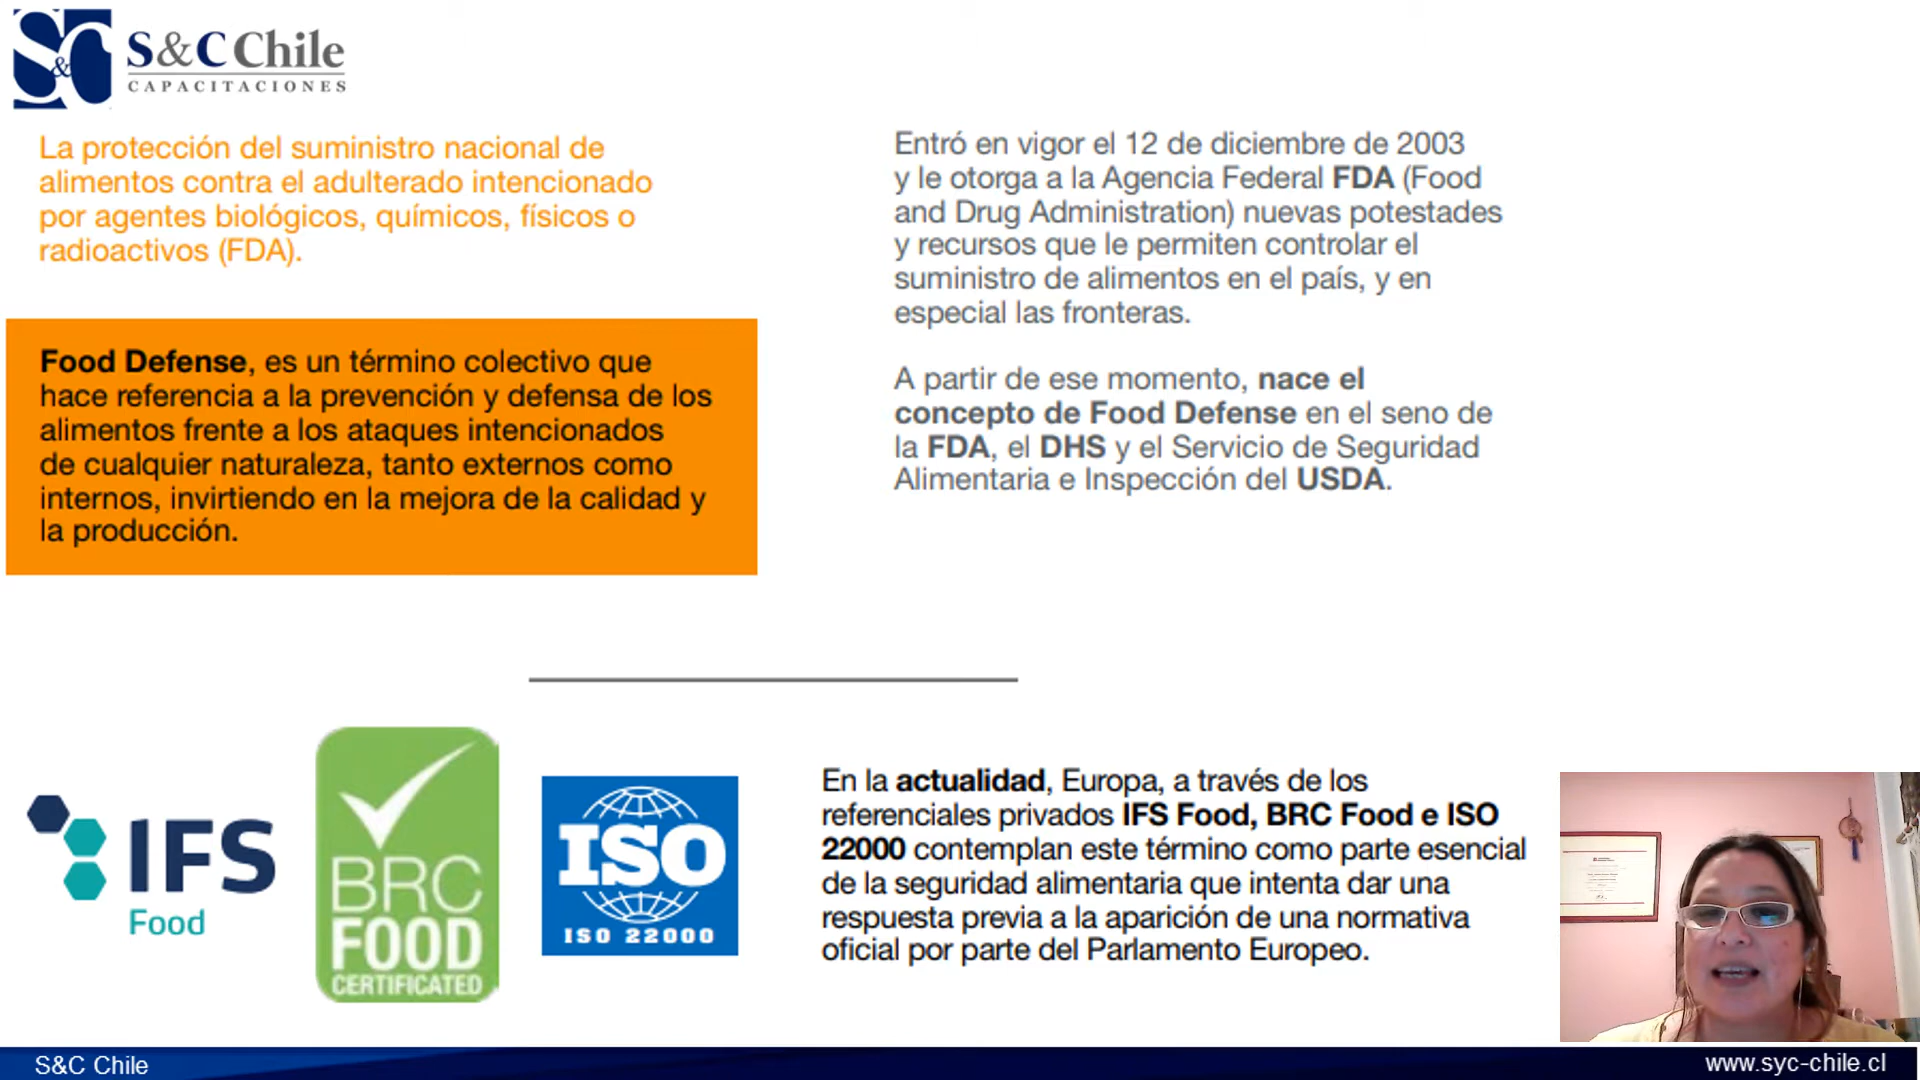 S&C
S&C Chile
CAPACITACIONES
La protección del suministro nacional de
alimentos contra el adulterado intencionado
por agentes biológicos, químicos, físicos o
radioactivos (FDA).
Food Defense, es un término colectivo que
hace referencia a la prevención y defensa de los
alimentos frente a los ataques intencionados
de cualquier naturaleza, tanto externos como
internos, invirtiendo en la mejora de la calidad y
la producción.
Entró en vigor el 12 de diciembre de 2003
y le otorga a la Agencia Federal FDA (Food
and Drug Administration) nuevas potestades
y recursos que le permiten controlar el
suministro de alimentos en el país, y en
especial las fronteras.
A partir de ese momento, nace el
concepto de Food Defense en el seno de
la FDA, el DHS y el Servicio de Seguridad
Alimentaria e Inspección del USDA.
IFS
Food
BRC
FOOD
CERTIFICATED
ISO
ISO 22000
En la actualidad, Europa, a través de los
referenciales privados IFS Food, BRC Food e ISO
22000 contemplan este término como parte esencial
de la seguridad alimentaria que intenta dar una
respuesta previa a la aparición de una normativa
oficial por parte del Parlamento Europeo.
S&C Chile
www.syc-chile.cl